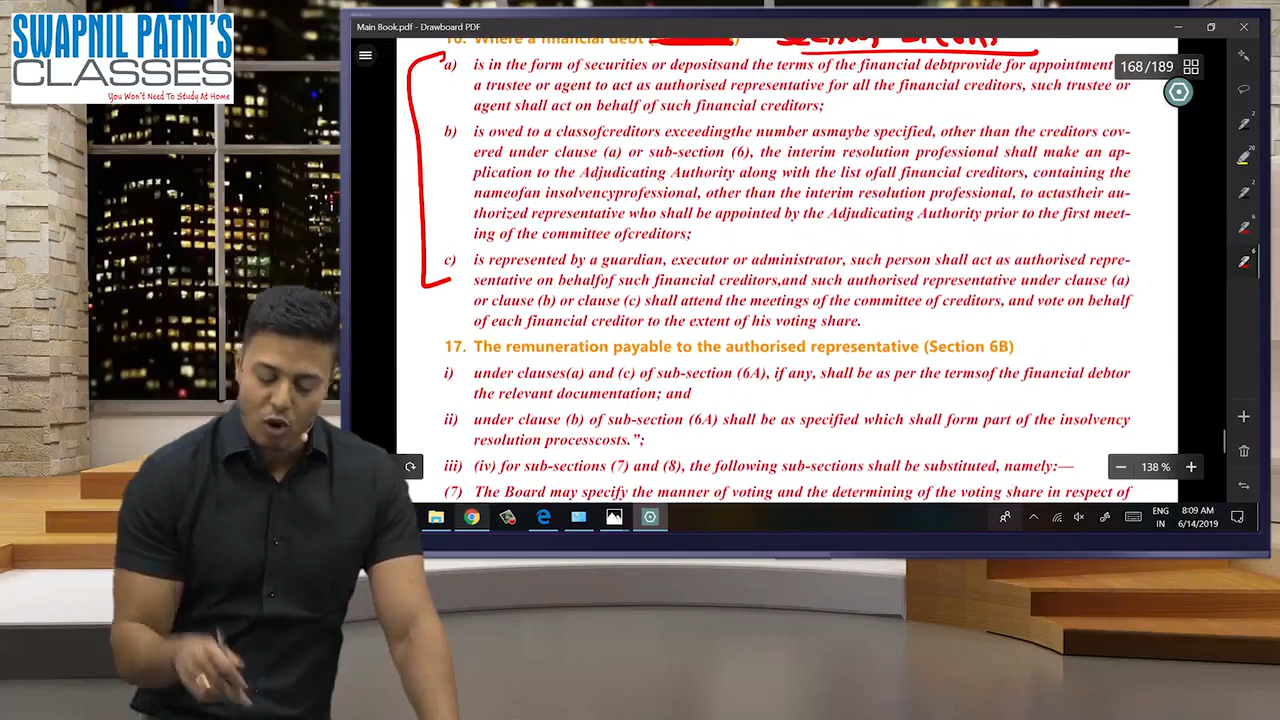 SWAPNIL PATNI'S
CLASSES
You Won't Need To Study At Home
Main Book.pdf - Drawboard PDF
168/189
16. Where a financial debt
a) is in the form of securities or depositsand the terms of the financial debtprovide for appointment
a trustee or agent to act as authorised representative for all the financial creditors, such trustee or
agent shall act on behalf of such financial creditors;
b) is owed to a classofcreditors exceedingthe number asmaybe specified, other than the creditors cov-
ered under clause (a) or sub-section (6), the interim resolution professional shall make an ap-
plication to the Adjudicating Authority along with the list ofall financial creditors, containing the
nameofan insolvencyprofessional, other than the interim resolution professional, to actastheir au-
thorized representative who shall be appointed by the Adjudicating Authority prior to the first meet-
ing of the committee ofcreditors;
c) is represented by a guardian, executor or administrator, such person shall act as authorised repre-
sentative on behalfof such financial creditors,and such authorised representative under clause (a)
or clause (b) or clause (c) shall attend the meetings of the committee of creditors, and vote on behalf
of each financial creditor to the extent of his voting share.
17. The remuneration payable to the authorised representative (Section 6B)
i) under clauses(a) and (c) of sub-section (6A), if any, shall be as per the termsof the financial debtor
the relevant documentation; and
ii) under clause (b) of sub-section (6A) shall be as specified which shall form part of the insolvency
resolution processcosts.”;
iii) (iv) for sub-sections (7) and (8), the following sub-sections shall be substituted, namely:—
138 %
(7) The Board may specify the manner of voting and the determining of the voting share in respect of
ENG
IN
8:09 AM
6/14/2019